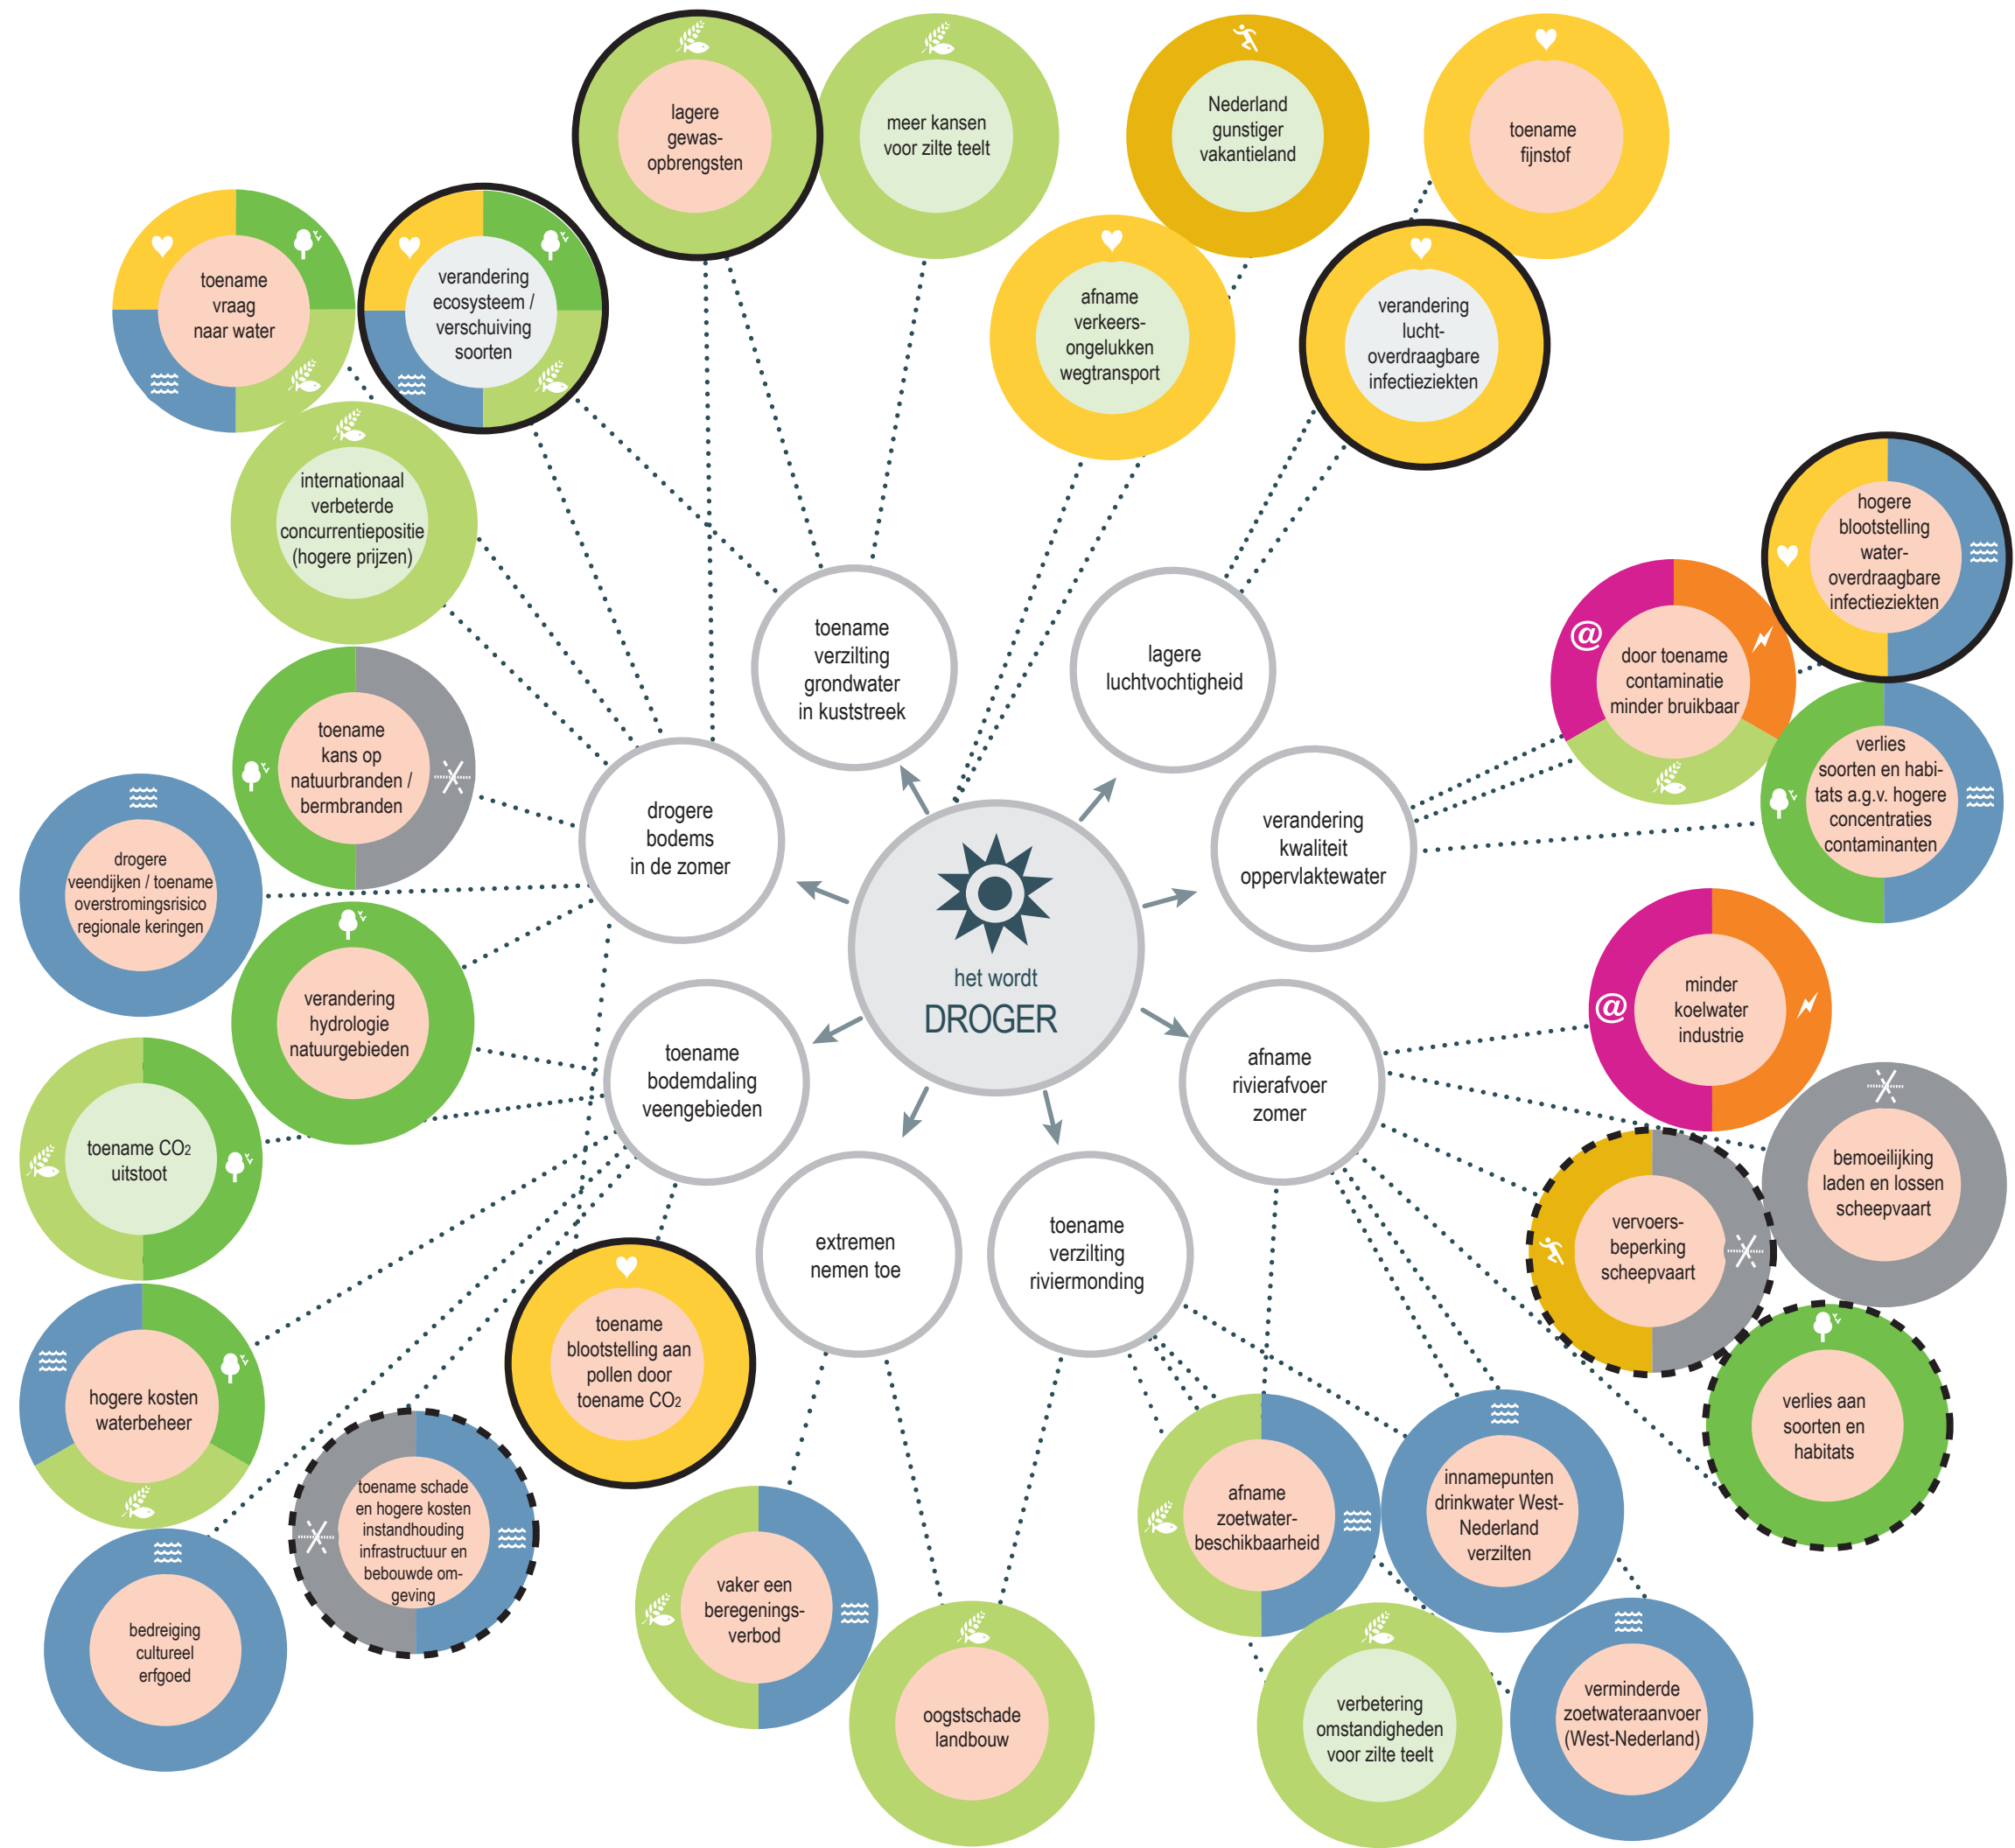 lagere
gewas-
opbrengsten
meer kansen
voor zilte teelt
Nederland
gunstiger
vakantieland
toename
fijnstof
toename
vraag
naar water
verandering
ecosysteem /
verschuiving
soorten
afname
verkeers-
ongelukken
wegtransport
verandering
lucht-
overdraagbare
infectieziekten
internationaal
verbeterde
concurrentiepositie
(hogere prijzen)
hogere
blootstelling
water-
overdraagbare
infectieziekten
toename
verzilting
grondwater
in kuststreek
lagere
luchtvochtigheid
@
door toename
contaminatie
minder bruikbaar
toename
kans op
natuurbranden /
bermbranden
verlies
soorten en habi-
tats a.g.v. hogere
concentraties
contaminanten
drogere
bodems
in de zomer
verandering
kwaliteit
oppervlaktewater
drogere
veendijken / toename
overstromingsrisico
regionale keringen
het wordt
DROGER
@
minder
koelwater
industrie
verandering
hydrologie
natuurgebieden
toename
bodemdaling
veengebieden
afname
rivierafvoer
zomer
toename CO2
uitstoot
bemoeilijking
laden en lossen
scheepvaart
extremen
nemen toe
toename
verzilting
riviermonding
vervoers-
beperking
scheepvaart
toename
blootstelling aan
pollen door
toename CO2
hogere kosten
waterbeheer
verlies aan
soorten en
habitats
toename schade
en hogere kosten
instandhouding
infrastructuur en
bebouwde om-
geving
afname
zoetwater-
beschikbaarheid
innamepunten
drinkwater West-
Nederland
verzilten
vaker een
beregenings-
verbod
bedreiging
cultureel
erfgoed
oogstschade
landbouw
verbetering
omstandigheden
voor zilte teelt
verminderde
zoetwateraanvoer
(West-Nederland)